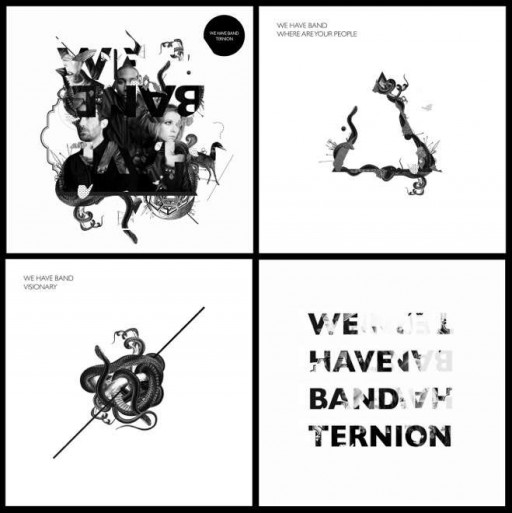 WE HAVE BAND
TERNION
BAND
WE HAVE BAND
WHERE ARE YOUR PEOPLE
WE HAVE BAND
VISIONARY
WE
HAVE
BAND
TERNION